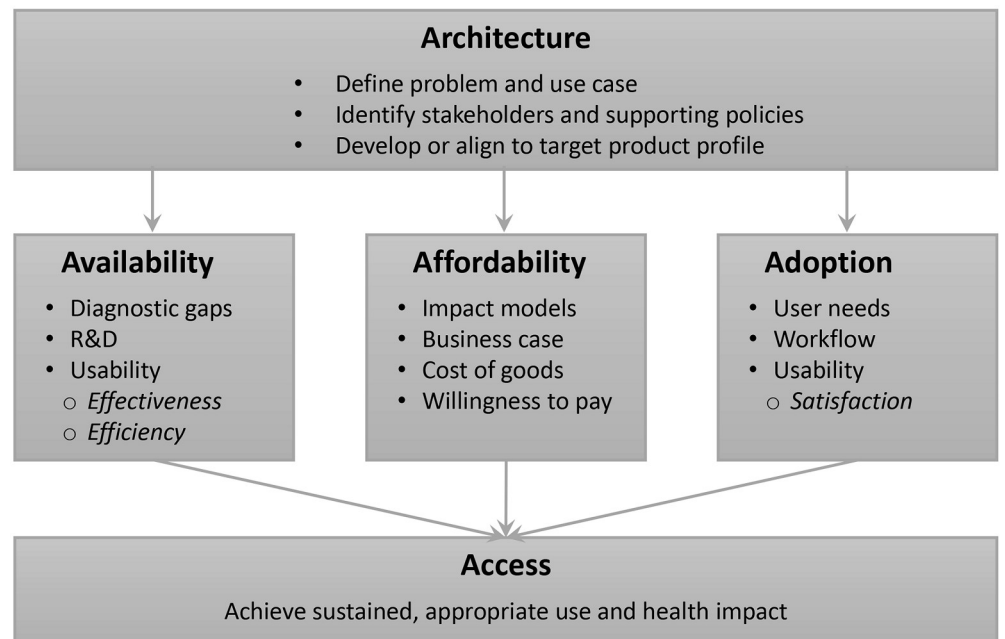 Architecture
• Define problem and use case
• Identify stakeholders and supporting policies
• Develop or align to target product profile
Availability
• Diagnostic gaps
• R&D
• Usability
o Effectiveness
o Efficiency
Affordability
• Impact models
• Business case
• Cost of goods
• Willingness to pay
Adoption
• User needs
• Workflow
• Usability
o Satisfaction
Access
Achieve sustained, appropriate use and health impact